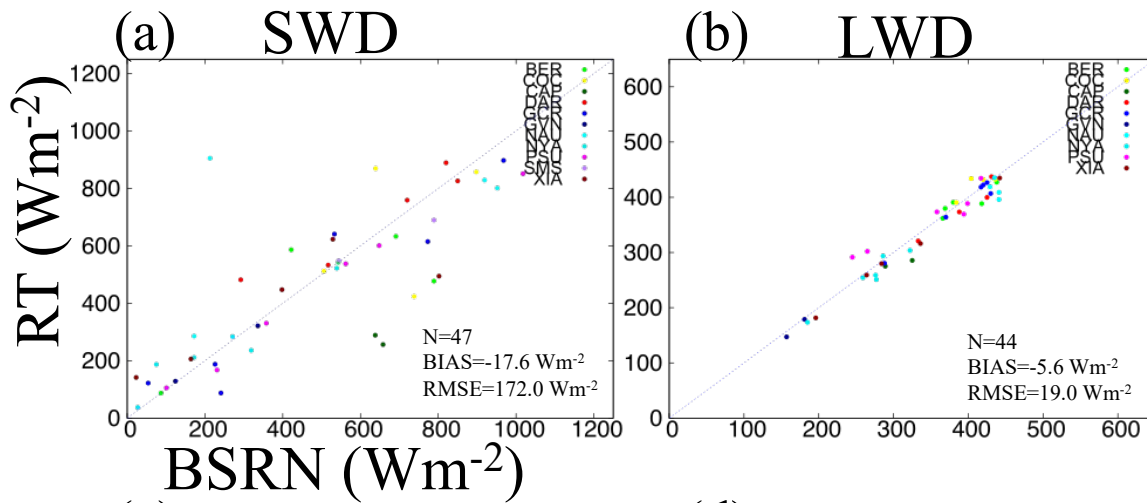 (a) SWD
1200
1000
800
600
400
200
0
0 200 400 600 800 1000 1200
BER
COC
CAP
DAR
GCR
GVN
NAU
NYA
PSU
SMS
XIA
N=47
BIAS=-17.6 Wm-2
RMSE=172.0 Wm-2
RT (Wm-2)
BSRN (Wm-2)
(b) LWD
600
500
400
300
200
100
0
0 100 200 300 400 500 600
BER
COC
CAP
DAR
GCR
GVN
NAU
NYA
PSU
XIA
N=44
BIAS=-5.6 Wm-2
RMSE=19.0 Wm-2